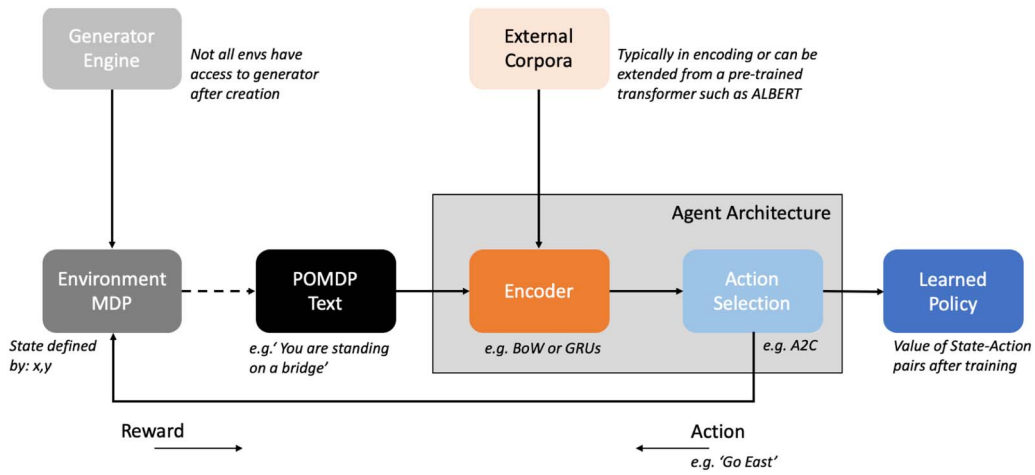 Generator
Engine
Not all envs have
access to generator
after creation
External
Corpora
Typically in encoding or can be
extended from a pre-trained
transformer such as ALBERT
Agent Architecture
Environment
MDP
POMDP
Text
Encoder
Action
Selection
Learned
Policy
State defined
by: x,y
e.g.' You are standing
on a bridge'
e.g. BoW or GRUs
e.g. A2C
Value of State-Action
pairs after training
Reward
Action
e.g. 'Go East'